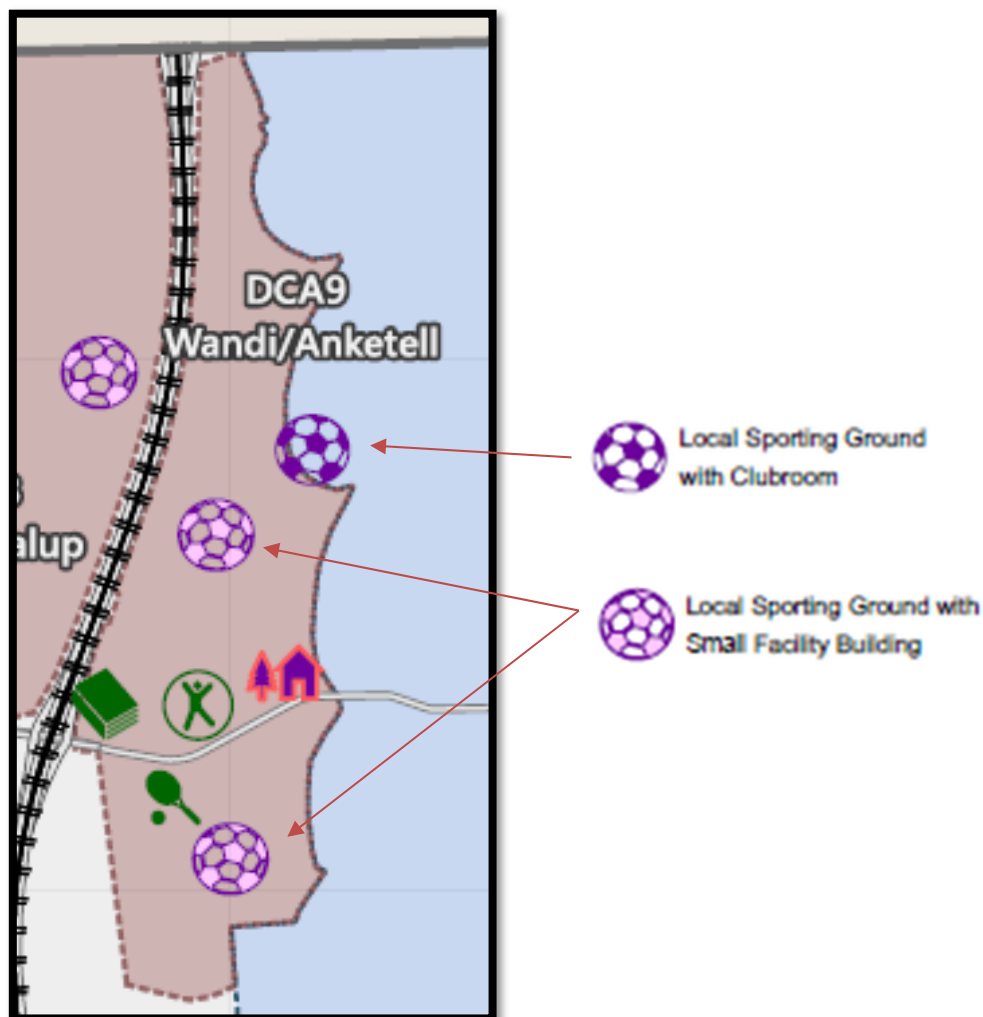 DCA9
Wandi/Anketell
alup
Local Sporting Ground
with Clubroom
Local Sporting Ground with
Small Facility Building